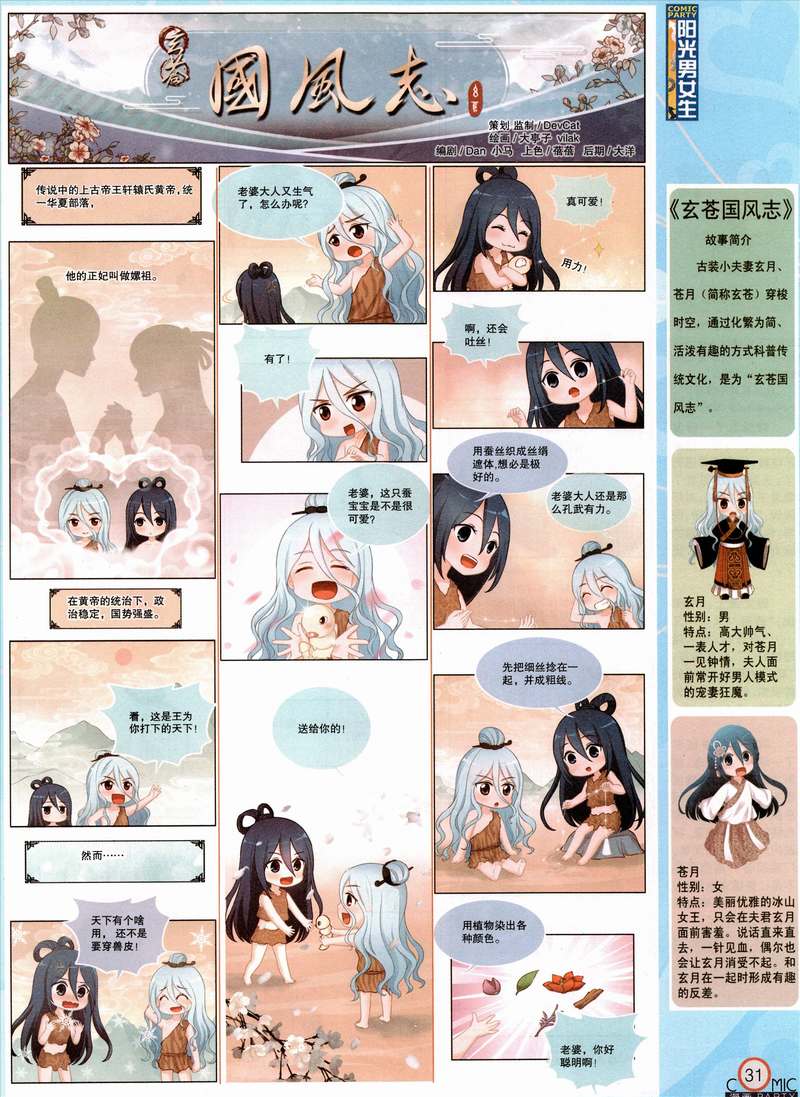 玄苍
國風志
策划 监制/DevCat
绘画/大亭子 vilak
编剧/Dan 小马 上色/蓓蓓 后期/大洋
传说中的上古帝王轩辕氏黄帝,统
一华夏部落,
他的正妃叫做嫘祖。
在黄帝的统治下,政
治稳定,国势强盛。
看,这是王为
你打下的天下!
然而……
天下有个啥
用,还不是
要穿兽皮!
老婆大人又生气
了,怎么办呢?
有了!
老婆,这只蚕
宝宝是不是很
可爱?
送给你的!
真可爱!
用力!
啊,还会
吐丝!
用蚕丝织成丝绢
遮体,想必是极
好的。
老婆大人还是那
么孔武有力。
先把细丝捻在一
起,并成粗线。
用植物染出各
种颜色。
老婆,你好
聪明啊!
COMIC
PARTY
阳光男女生
《玄苍国风志》
故事简介
古装小夫妻玄月、
苍月(简称玄苍)穿梭
时空,通过化繁为简、
活泼有趣的方式科普传
统文化,是为“玄苍国
风志”。
玄月
性别:男
特点:高大帅气、
一表人才,对苍月
一见钟情,夫人面
前常开好男人模式
的宠妻狂魔。
苍月
性别:女
特点:美丽优雅的冰山
女王,只会在夫君玄月
面前害羞。说话直来直
去,一针见血,偶尔也
会让玄月消受不起。和
玄月在一起时形成有趣
的反差。
31
COMIC
漫画 PARTY